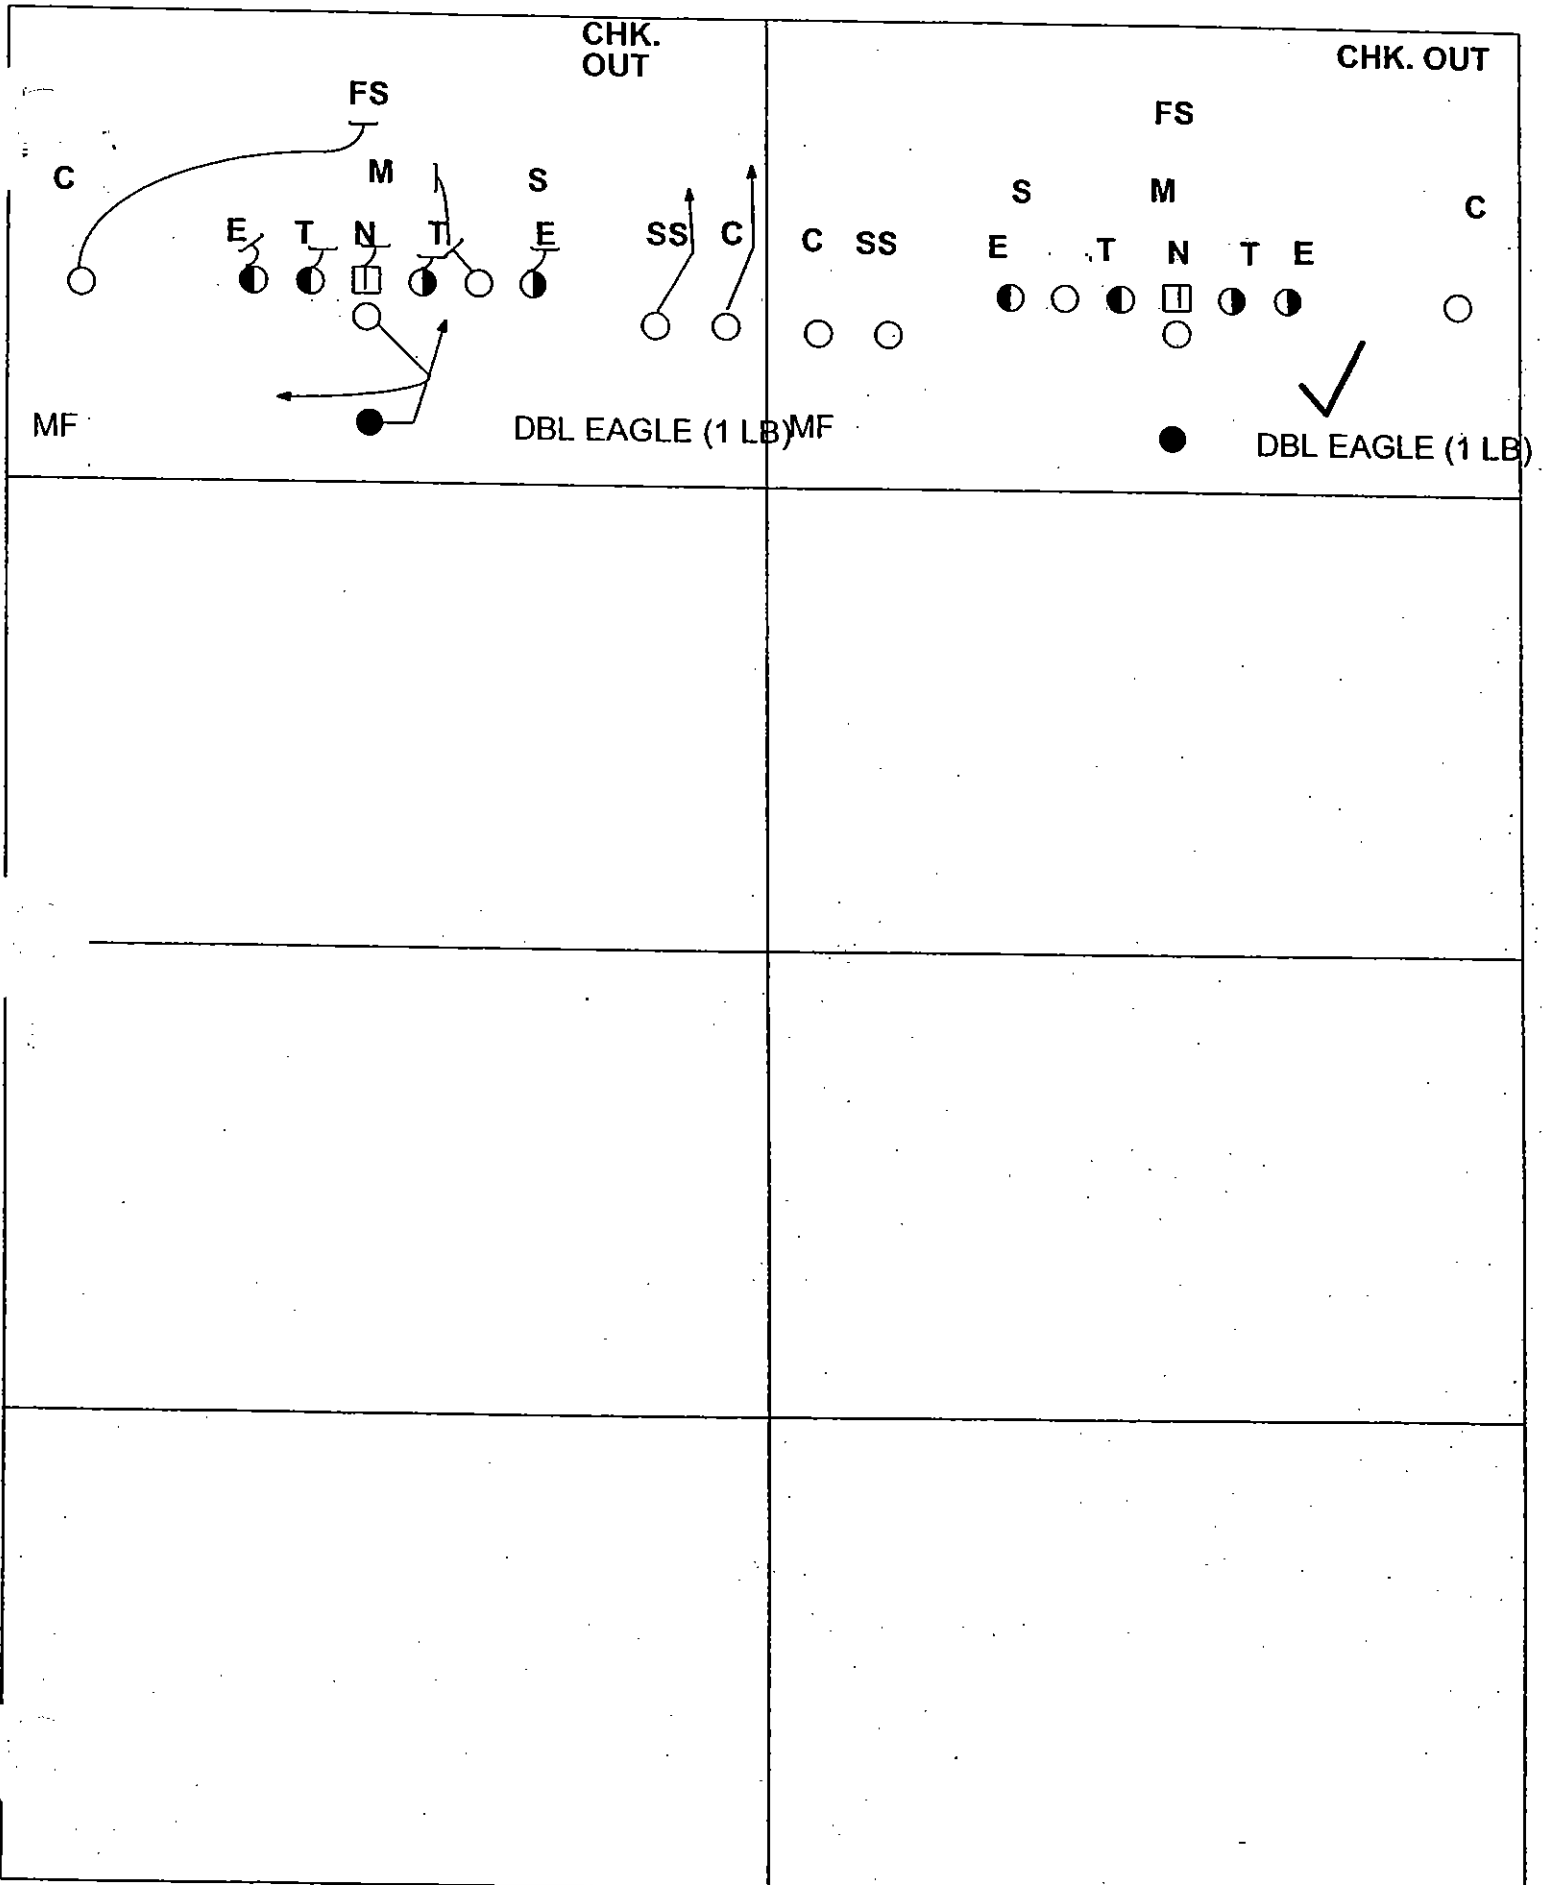 CHK.
OUT
FS
C M S
E T N T E SS C
MF DBL EAGLE (1 LB)
CHK. OUT
FS
S M C
C SS E T N T E
MF DBL EAGLE (1 LB)